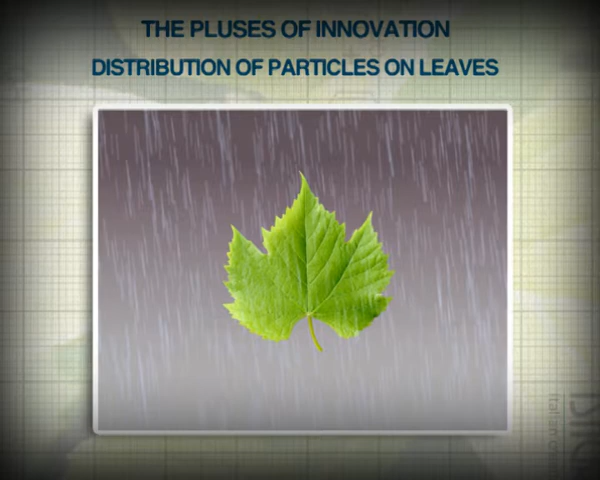 THE PLUSES OF INNOVATION
DISTRIBUTION OF PARTICLES ON LEAVES